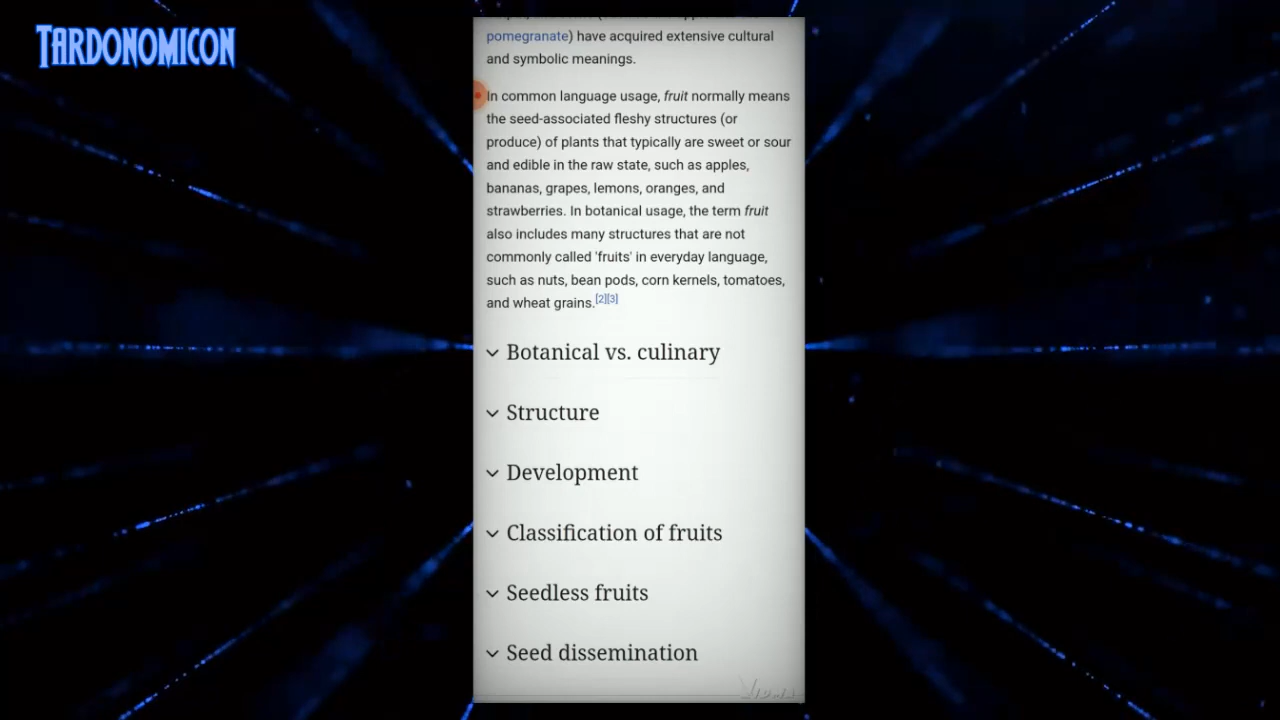 TARDONOMICON
pomegranate) have acquired extensive cultural
and symbolic meanings.
In common language usage, fruit normally means
the seed-associated fleshy structures (or
produce) of plants that typically are sweet or sour
and edible in the raw state, such as apples,
bananas, grapes, lemons, oranges, and
strawberries. In botanical usage, the term fruit
also includes many structures that are not
commonly called 'fruits' in everyday language,
such as nuts, bean pods, corn kernels, tomatoes,
and wheat grains.[2][3]
Botanical vs. culinary
Structure
Development
Classification of fruits
Seedless fruits
Seed dissemination